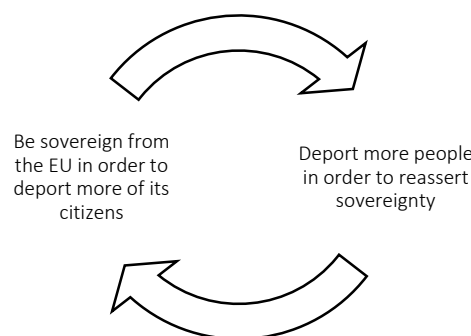 Be sovereign from
the EU in order to
deport more of its
citizens
Deport more people
in order to reassert
sovereignty